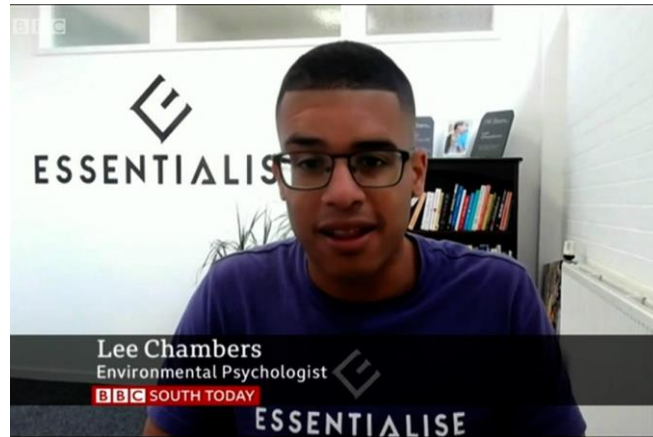 BBC
ESSENTIALIS
Lee Chambers
Environmental Psychologist
BBC SOUTH TODAY
ESSENTIALISE